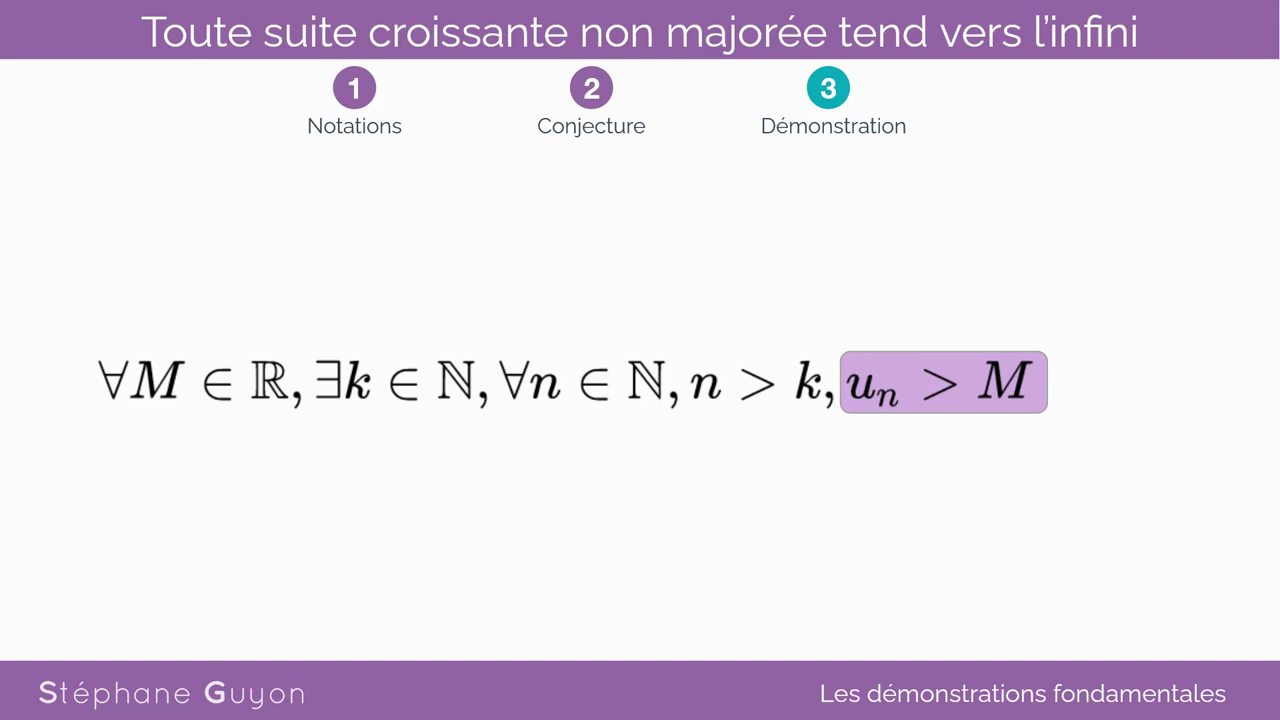 Toute suite croissante non majorée tend vers l'infini
1 2 3
Notations Conjecture Démonstration
∀M ∈ ℝ, ∃k ∈ ℕ, ∀n ∈ ℕ, n > k, uₙ > M
Stéphane Guyon Les démonstrations fondamentales